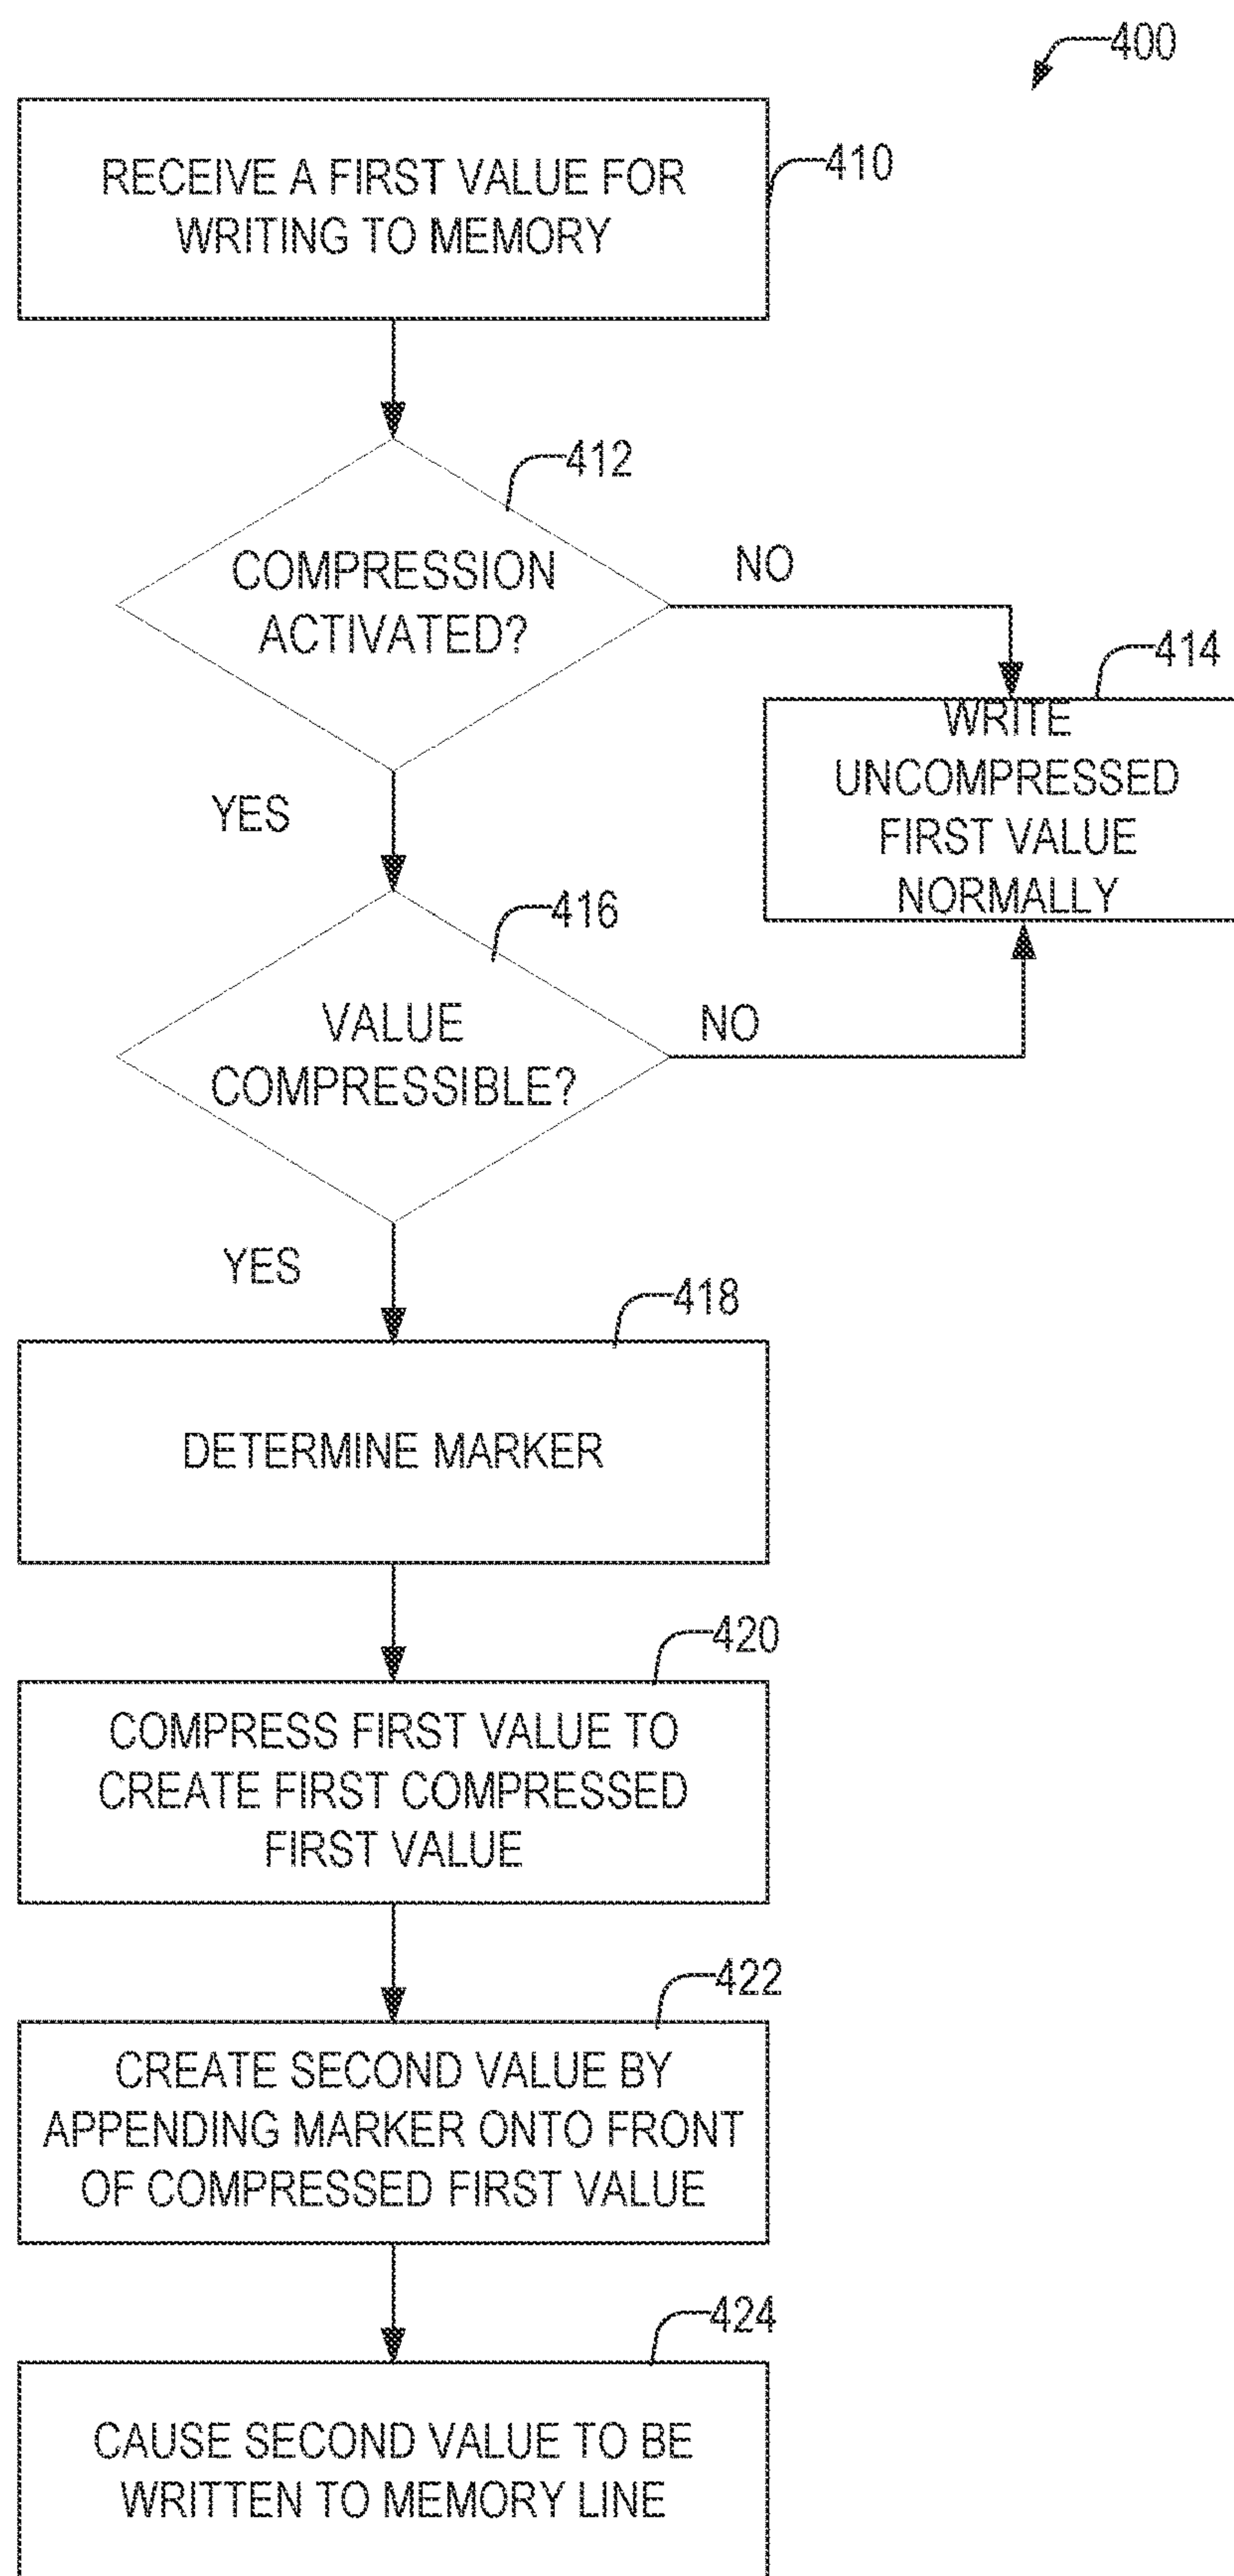 400
RECEIVE A FIRST VALUE FOR
WRITING TO MEMORY
410
412
COMPRESSION
ACTIVATED?
NO
414
WRITE
UNCOMPRESSED
FIRST VALUE
NORMALLY
YES
416
VALUE
COMPRESSIBLE?
NO
YES
418
DETERMINE MARKER
420
COMPRESS FIRST VALUE TO
CREATE FIRST COMPRESSED
FIRST VALUE
422
CREATE SECOND VALUE BY
APPENDING MARKER ONTO FRONT
OF COMPRESSED FIRST VALUE
424
CAUSE SECOND VALUE TO BE
WRITTEN TO MEMORY LINE